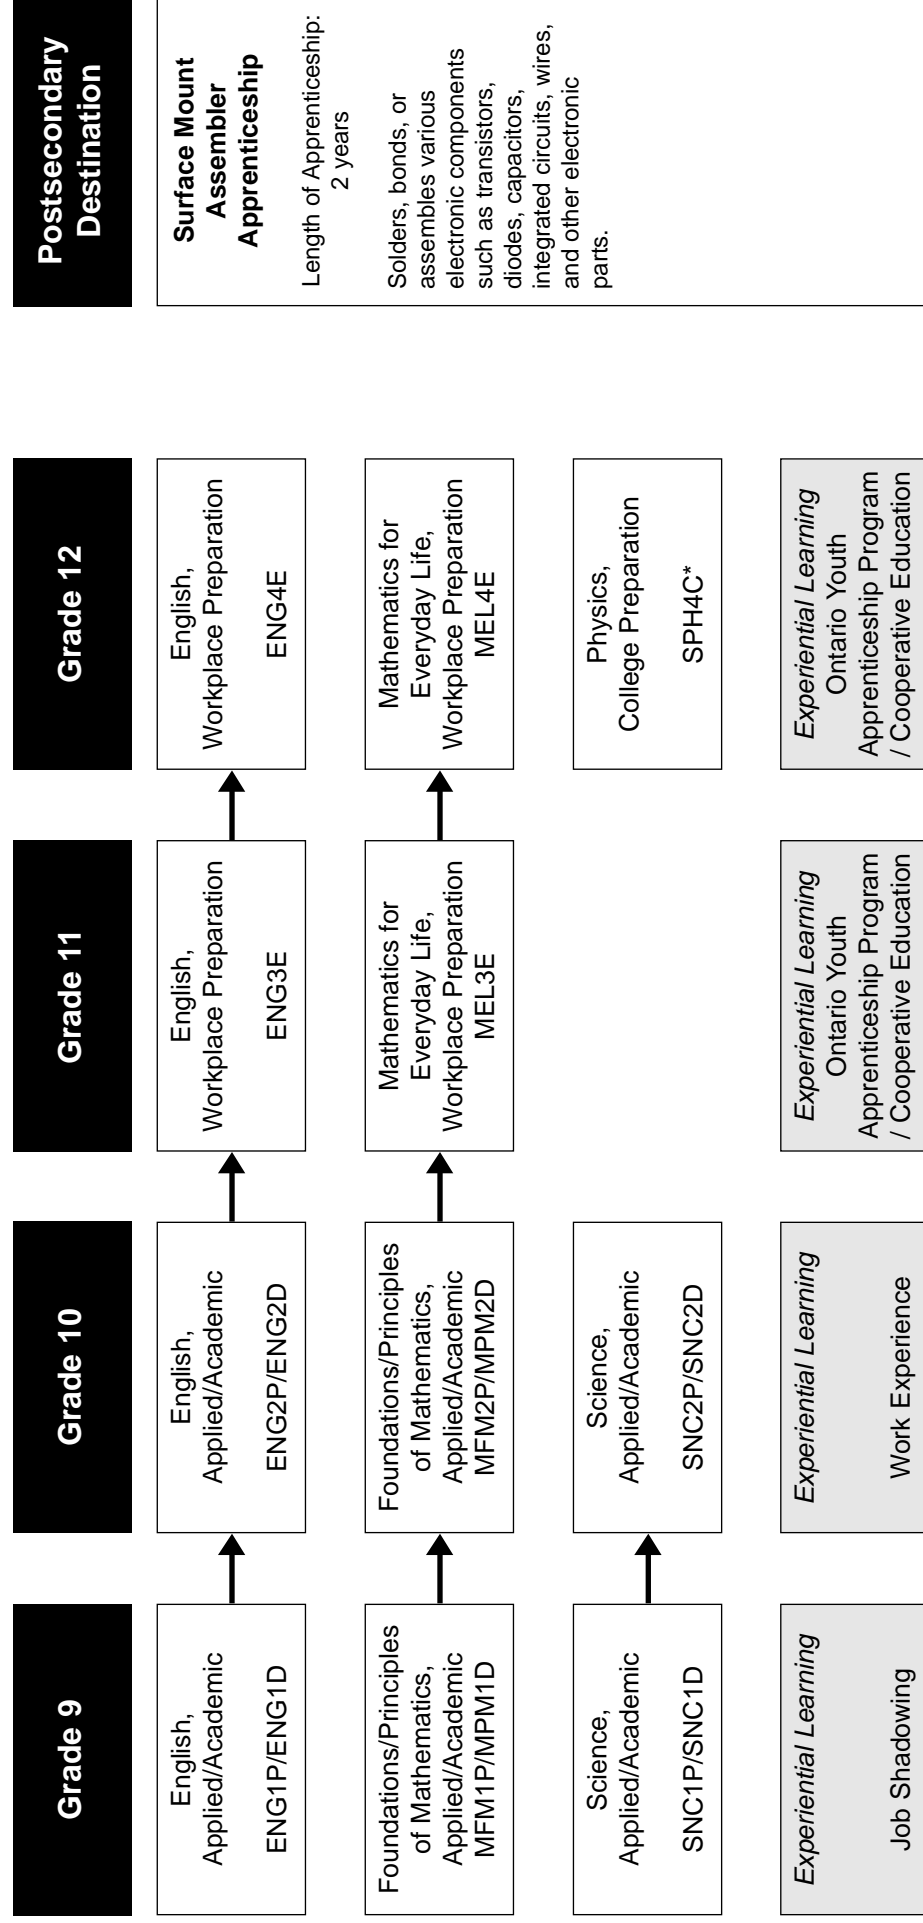 Grade 9
Grade 10
Grade 11
Grade 12
Postsecondary
Destination
English,
Applied/Academic
ENG1P/ENG1D
English,
Applied/Academic
ENG2P/ENG2D
English,
Workplace Preparation
ENG3E
English,
Workplace Preparation
ENG4E
Surface Mount
Assembler
Apprenticeship
Length of Apprenticeship:
2 years
Solders, bonds, or
assembles various
electronic components
such as transistors,
diodes, capacitors,
integrated circuits, wires,
and other electronic
parts.
Foundations/Principles
of Mathematics,
Applied/Academic
MFM1P/MPM1D
Foundations/Principles
of Mathematics,
Applied/Academic
MFM2P/MPM2D
Mathematics for
Everyday Life,
Workplace Preparation
MEL3E
Mathematics for
Everyday Life,
Workplace Preparation
MEL4E
Science,
Applied/Academic
SNC1P/SNC1D
Science,
Applied/Academic
SNC2P/SNC2D
Physics,
College Preparation
SPH4C*
Experiential Learning
Job Shadowing
Experiential Learning
Work Experience
Experiential Learning
Ontario Youth
Apprenticeship Program
/ Cooperative Education
Experiential Learning
Ontario Youth
Apprenticeship Program
/ Cooperative Education